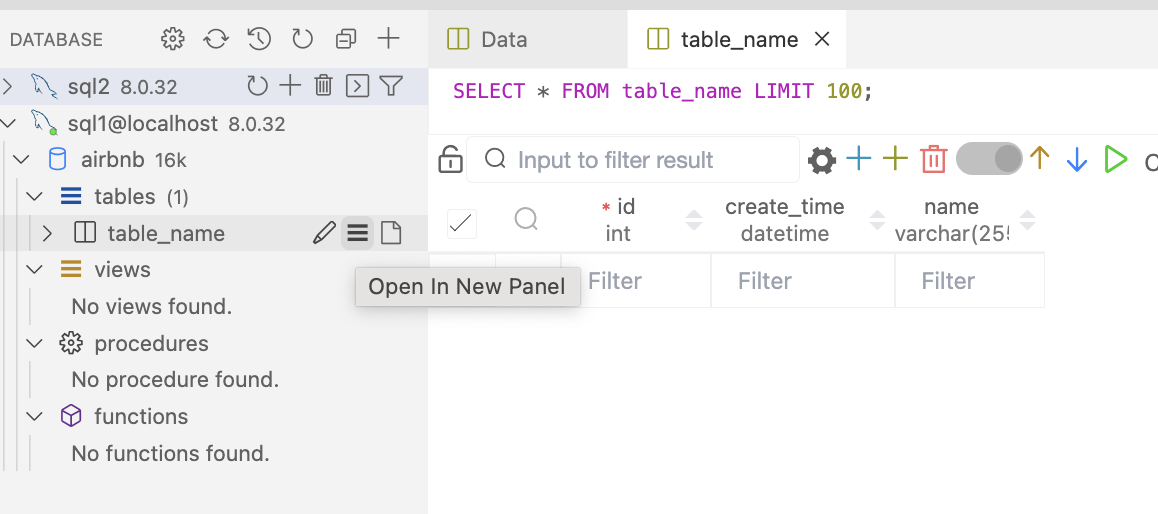 DATABASE
Data
table_name
sql2 8.0.32
SELECT * FROM table_name LIMIT 100;
sql1@localhost 8.0.32
airbnb 16k
Input to filter result
tables (1)
* id
create_time
name
int
datetime
varchar(255
table_name
views
Open In New Panel
Filter
Filter
Filter
No views found.
procedures
No procedure found.
functions
No functions found.